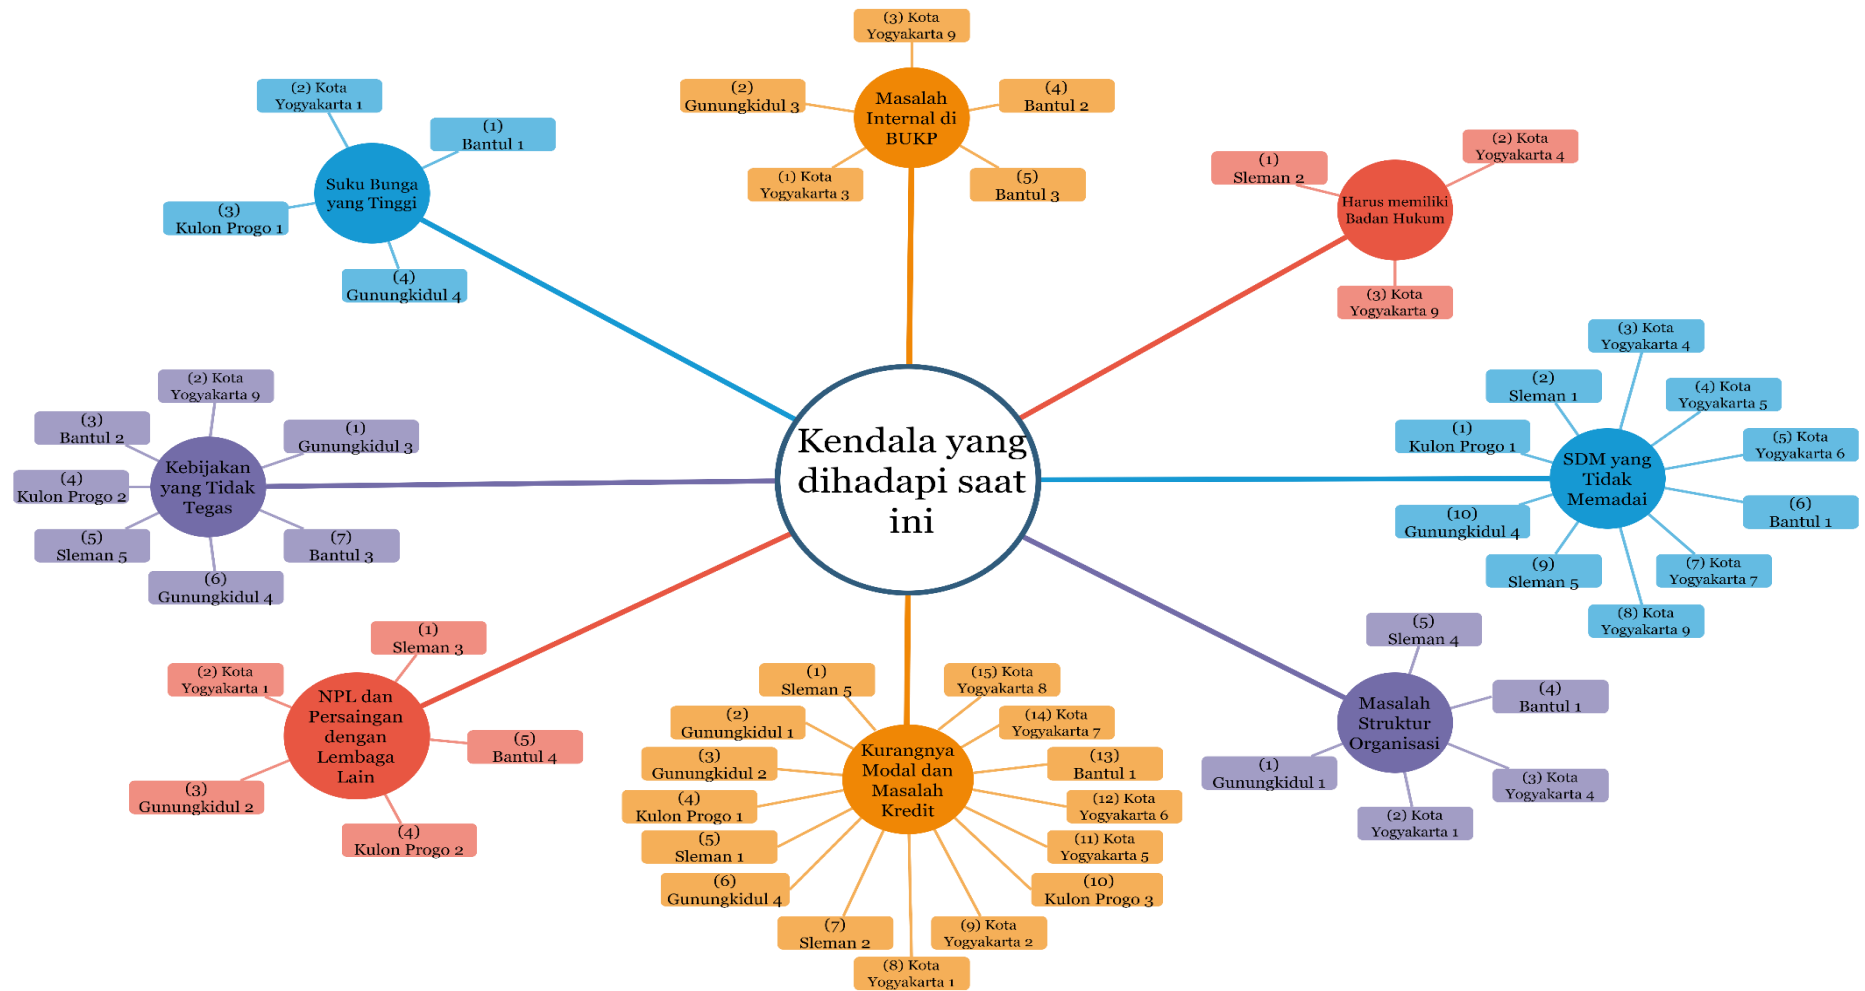 Kendala yang
dihadapi saat
ini
Suku Bunga
yang Tinggi
(1)
Bantul 1
(2) Kota
Yogyakarta 1
(3)
Kulon Progo 1
(4)
Gunungkidul 4
Masalah
Internal di
BUKP
(1) Kota
Yogyakarta 3
(2)
Gunungkidul 3
(3) Kota
Yogyakarta 9
(4)
Bantul 2
(5)
Bantul 3
Harus memiliki
Badan Hukum
(1)
Sleman 2
(2) Kota
Yogyakarta 4
(3) Kota
Yogyakarta 9
SDM yang
Tidak
Memadai
(1)
Kulon Progo 1
(2)
Sleman 1
(3) Kota
Yogyakarta 4
(4) Kota
Yogyakarta 5
(5) Kota
Yogyakarta 6
(6)
Bantul 1
(7) Kota
Yogyakarta 7
(8) Kota
Yogyakarta 9
(9)
Sleman 5
(10)
Gunungkidul 4
Masalah
Struktur
Organisasi
(1)
Gunungkidul 1
(2) Kota
Yogyakarta 1
(3) Kota
Yogyakarta 4
(4)
Bantul 1
(5)
Sleman 4
Kurangnya
Modal dan
Masalah
Kredit
(1)
Sleman 5
(2)
Gunungkidul 1
(3)
Gunungkidul 2
(4)
Kulon Progo 1
(5)
Sleman 1
(6)
Gunungkidul 4
(7)
Sleman 2
(8) Kota
Yogyakarta 1
(9) Kota
Yogyakarta 2
(10)
Kulon Progo 3
(11) Kota
Yogyakarta 5
(12) Kota
Yogyakarta 6
(13)
Bantul 1
(14) Kota
Yogyakarta 7
(15) Kota
Yogyakarta 8
NPL dan
Persaingan
dengan
Lembaga
Lain
(1)
Sleman 3
(2) Kota
Yogyakarta 1
(3)
Gunungkidul 2
(4)
Kulon Progo 2
(5)
Bantul 4
Kebijakan
yang Tidak
Tegas
(1)
Gunungkidul 3
(2) Kota
Yogyakarta 9
(3)
Bantul 2
(4)
Kulon Progo 2
(5)
Sleman 5
(6)
Gunungkidul 4
(7)
Bantul 3